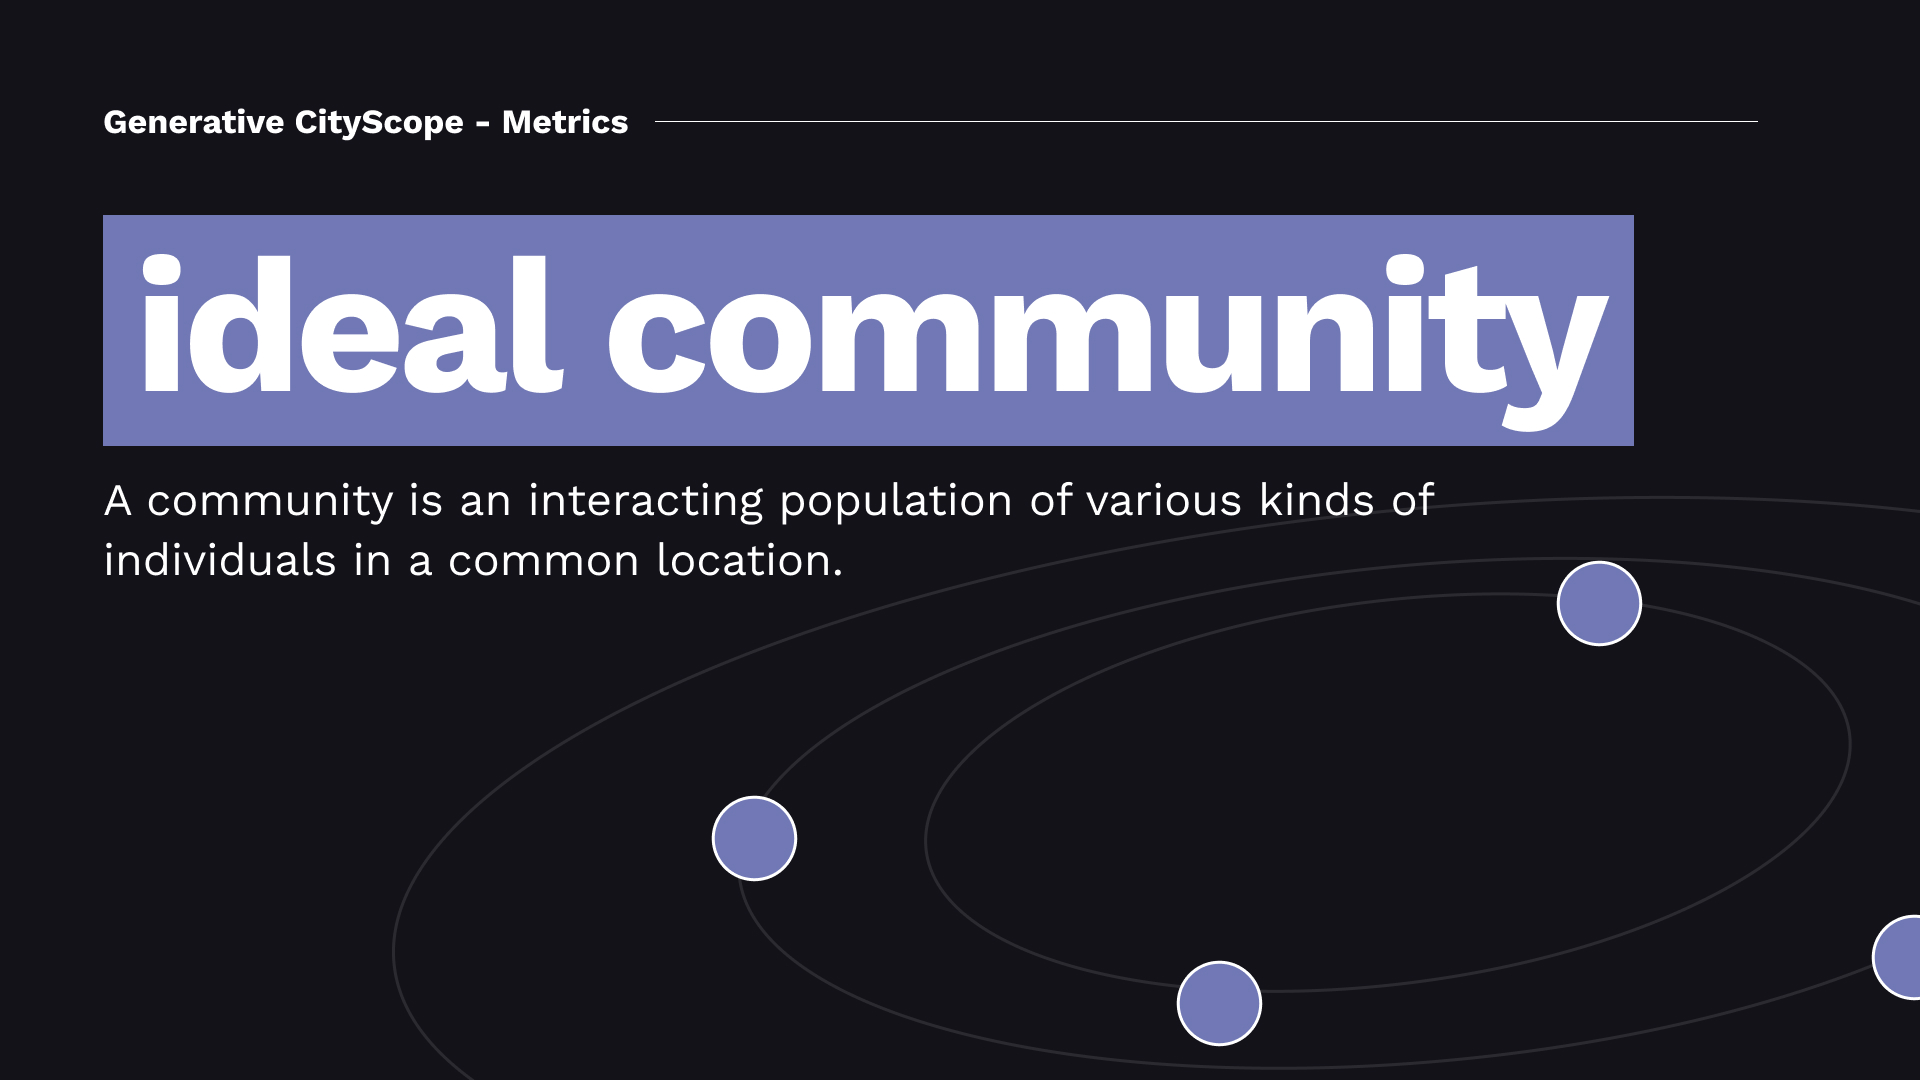 Generative CityScope - Metrics
ideal community
A community is an interacting population of various kinds of
individuals in a common location.